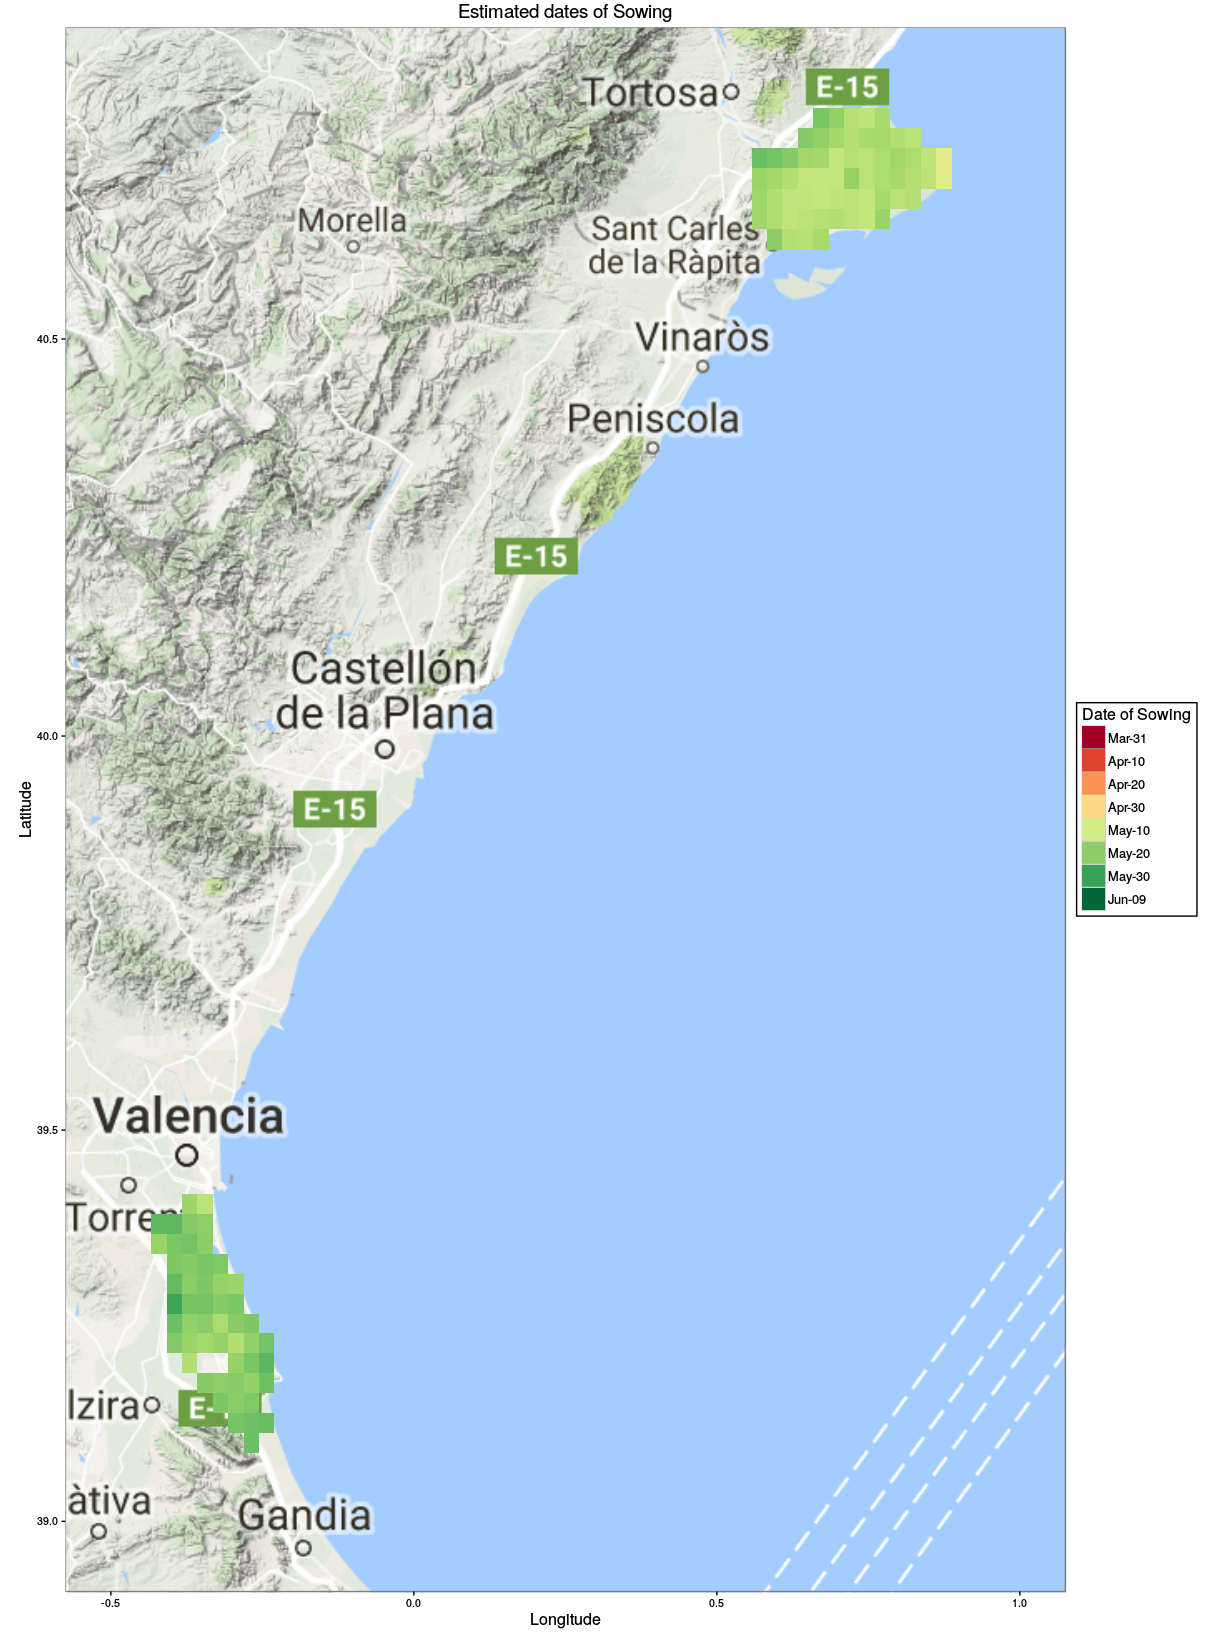 Estimated dates of Sowing
Tortosa
E-15
Morella
Sant Carles
de la Ràpita
Vinaròs
40.5
Peniscola
E-15
Castellón
de la Plana
40.0
E-15
Latitude
Date of Sowing
Mar-31
Apr-10
Apr-20
Apr-30
May-10
May-20
May-30
Jun-09
Valencia
39.5
Torren
lzira
E-
àtiva
Gandia
39.0
-0.5
0.0
0.5
1.0
Longitude